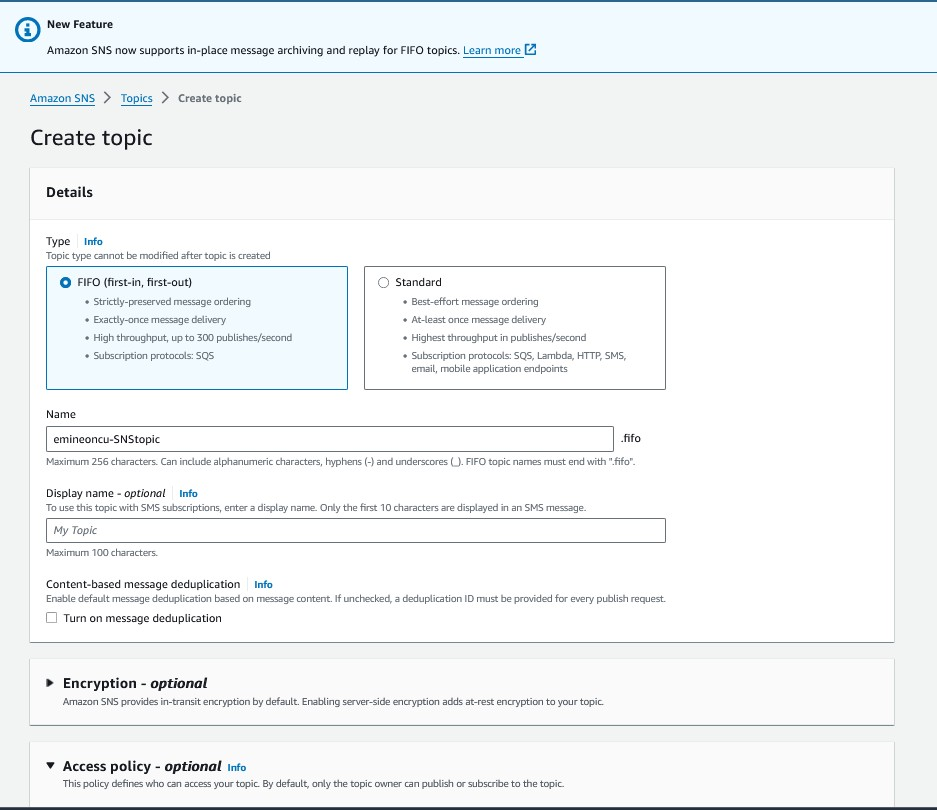 New Feature
Amazon SNS now supports in-place message archiving and replay for FIFO topics. Learn more
Amazon SNS > Topics > Create topic
Create topic
Details
Type Info
Topic type cannot be modified after topic is created
FIFO (first-in, first-out)
• Strictly-preserved message ordering
• Exactly-once message delivery
• High throughput, up to 300 publishes/second
• Subscription protocols: SQS
Standard
• Best-effort message ordering
• At-least once message delivery
• Highest throughput in publishes/second
• Subscription protocols: SQS, Lambda, HTTP, SMS,
email, mobile application endpoints
Name
emineoncu-SNStopic .fifo
Maximum 256 characters. Can include alphanumeric characters, hyphens (-) and underscores (_). FIFO topic names must end with ".fifo".
Display name - optional Info
To use this topic with SMS subscriptions, enter a display name. Only the first 10 characters are displayed in an SMS message.
My Topic
Maximum 100 characters.
Content-based message deduplication Info
Enable default message deduplication based on message content. If unchecked, a deduplication ID must be provided for every publish request.
Turn on message deduplication
Encryption - optional
Amazon SNS provides in-transit encryption by default. Enabling server-side encryption adds at-rest encryption to your topic.
Access policy - optional Info
This policy defines who can access your topic. By default, only the topic owner can publish or subscribe to the topic.